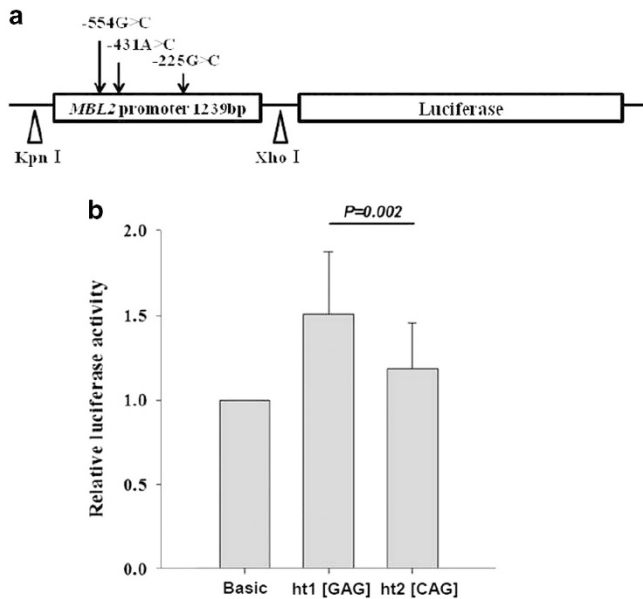 a
-554G>C
-431A>C
-225G>C
MBL2 promoter 1239bp
Luciferase
Kpn I
Xho I
b
P=0.002
Relative luciferase activity
2.0
1.5
1.0
0.5
0.0
Basic
ht1 [GAG]
ht2 [CAG]